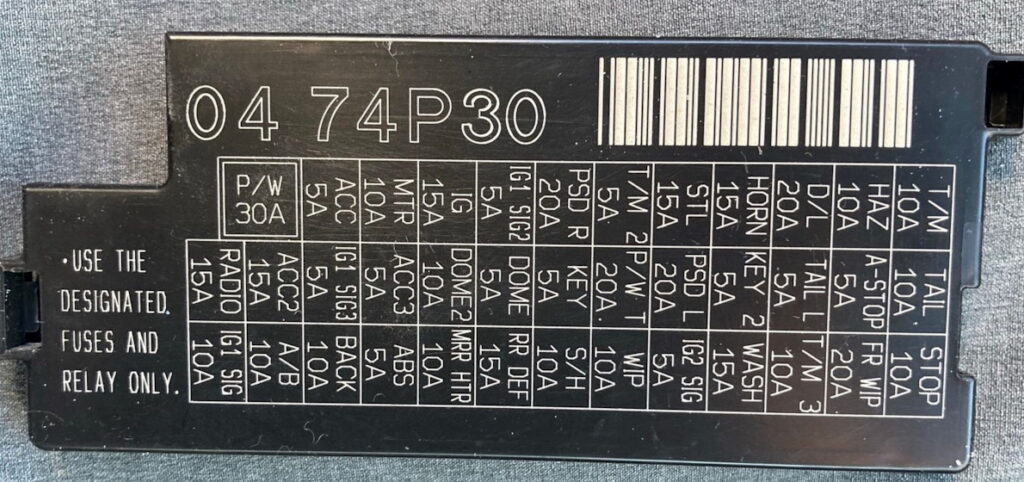 04 74P30
P/W
30A
• USE THE
DESIGNATED.
FUSES AND
RELAY ONLY.
T/M TAIL STOP
10A 10A 10A
HAZ A-STOP FR WIP
10A 5A 20A
D/L TAIL L T/M 3
20A 5A 10A
HORN KEY 2 WASH
15A 5A 15A
STL PSD L IG2 SIG
15A 20A 5A
T/M 2 P/W T WIP
5A 20A 10A
PSD R KEY S/H
20A 5A 10A
IG1 SIG2 DOME RR DEF
5A 5A 15A
IG DOME2 MRR HTR
15A 10A 10A
MTR ACC3 ABS
10A 5A 5A
ACC IG1 SIG3 BACK
5A 5A 10A
ACC2 A/B
15A 10A
RADIO IG1 SIG
15A 10A